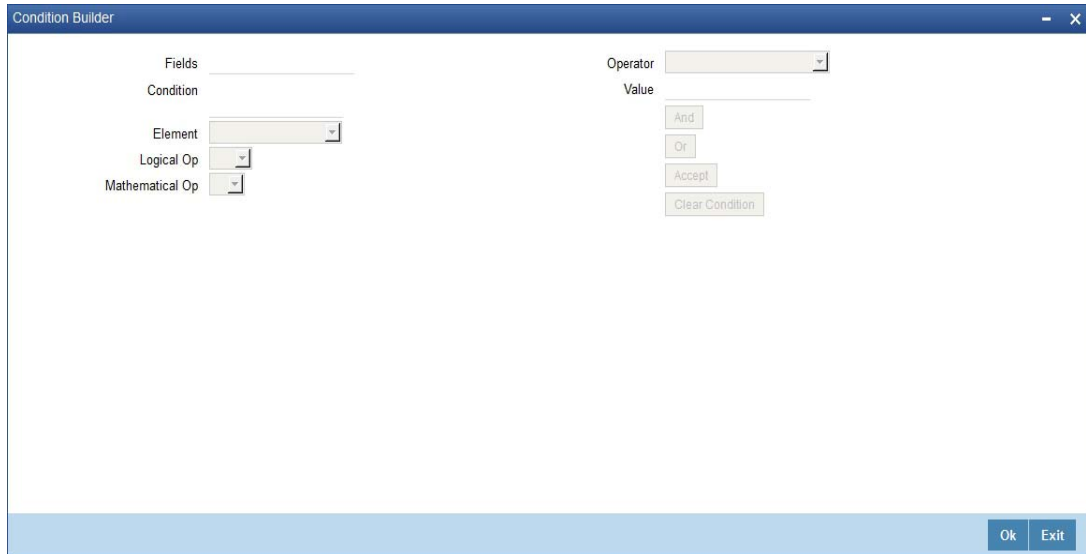 Condition Builder
Fields
Condition
Element
Logical Op
Mathematical Op
Operator
Value
And
Or
Accept
Clear Condition
Ok
Exit